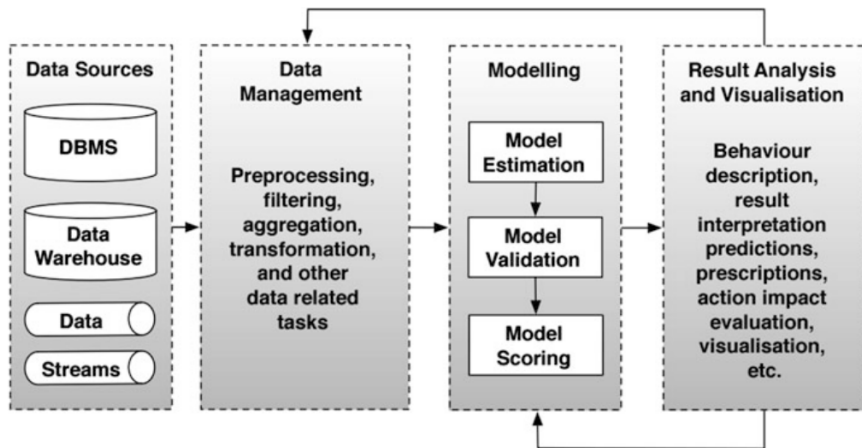 Data Sources
DBMS
Data
Warehouse
Data
Streams
Data
Management
Preprocessing,
filtering,
aggregation,
transformation,
and other
data related
tasks
Modelling
Model
Estimation
Model
Validation
Model
Scoring
Result Analysis
and Visualisation
Behaviour
description,
result
interpretation
predictions,
prescriptions,
action impact
evaluation,
visualisation,
etc.